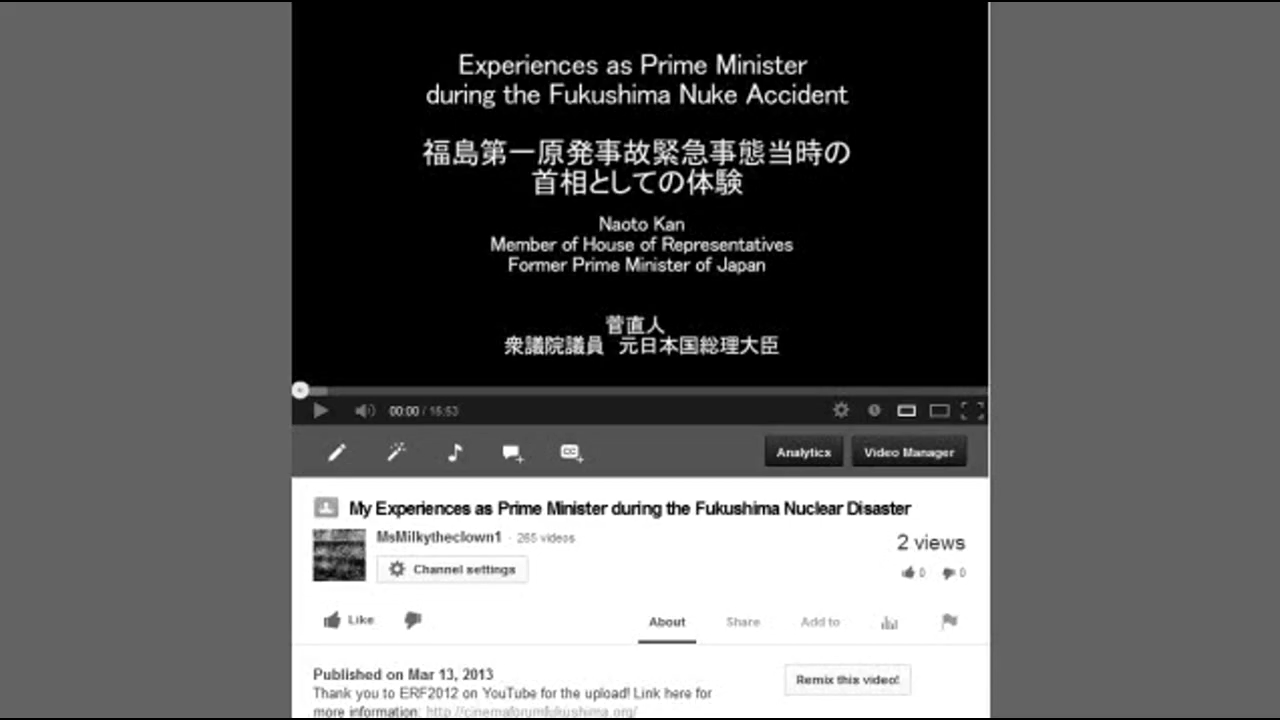 Experiences as Prime Minister
during the Fukushima Nuke Accident
福島第一原発事故緊急事態当時の
首相としての体験
Naoto Kan
Member of House of Representatives
Former Prime Minister of Japan
菅直人
衆議院議員 元日本国総理大臣
00:00 / 15:53
Analytics Video Manager
My Experiences as Prime Minister during the Fukushima Nuclear Disaster
MsMilkytheclown1 · 265 videos
2 views
Channel settings
0 0
Like About Share Add to
Published on Mar 13, 2013
Remix this video!
Thank you to ERF2012 on YouTube for the upload! Link here for
more information: http://cinemaforumfukushima.org/